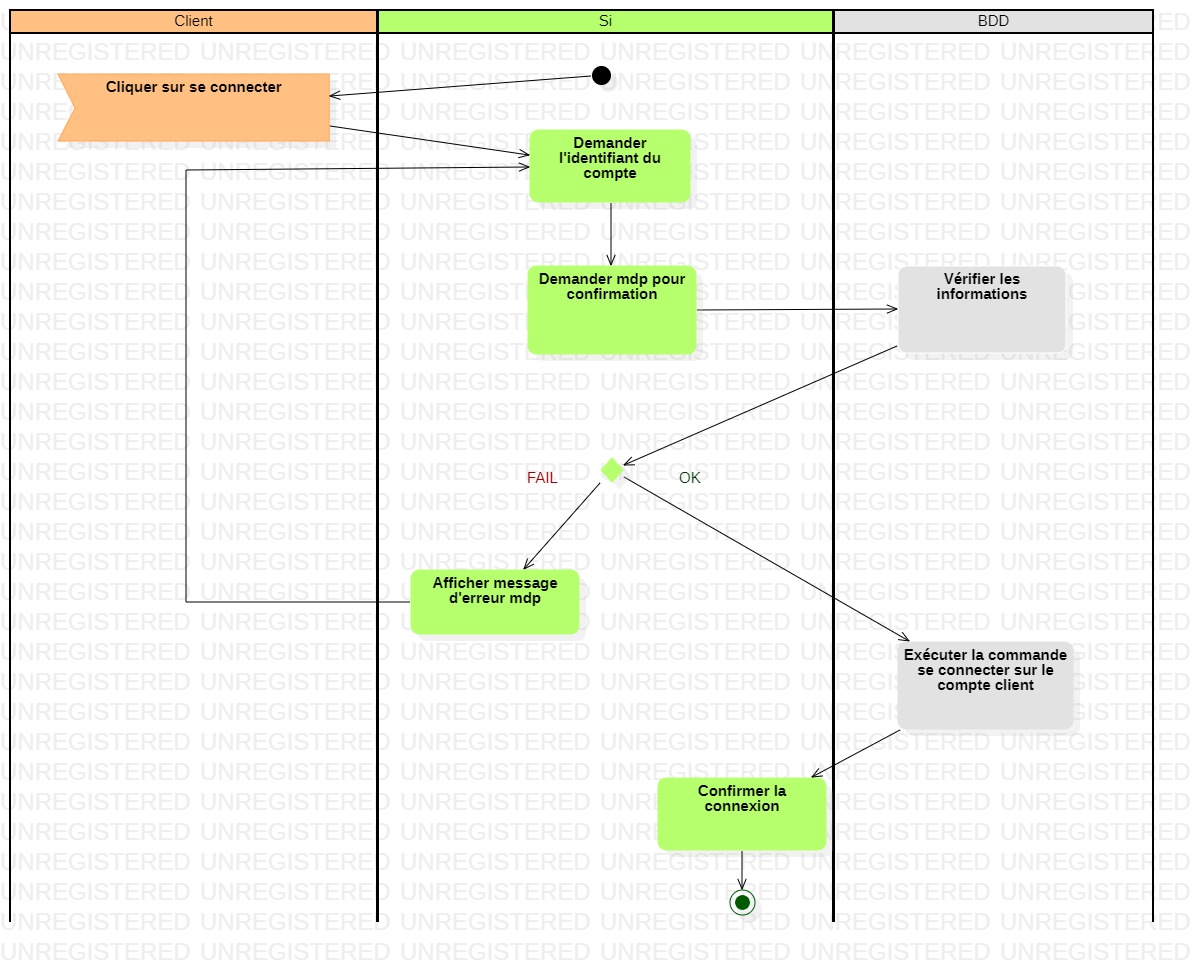 Client
Si
BDD
Cliquer sur se connecter
Demander
l'identifiant du
compte
Demander mdp pour
confirmation
Vérifier les
informations
FAIL
OK
Afficher message
d'erreur mdp
Exécuter la commande
se connecter sur le
compte client
Confirmer la
connexion
UNREGISTERED UNREGISTERED UNREGISTERED UNREGISTERED UNREGISTERED UNREGISTERED